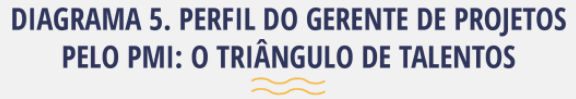 DIAGRAMA 5. PERFIL DO GERENTE DE PROJETOS
PELO PMI: O TRIÂNGULO DE TALENTOS